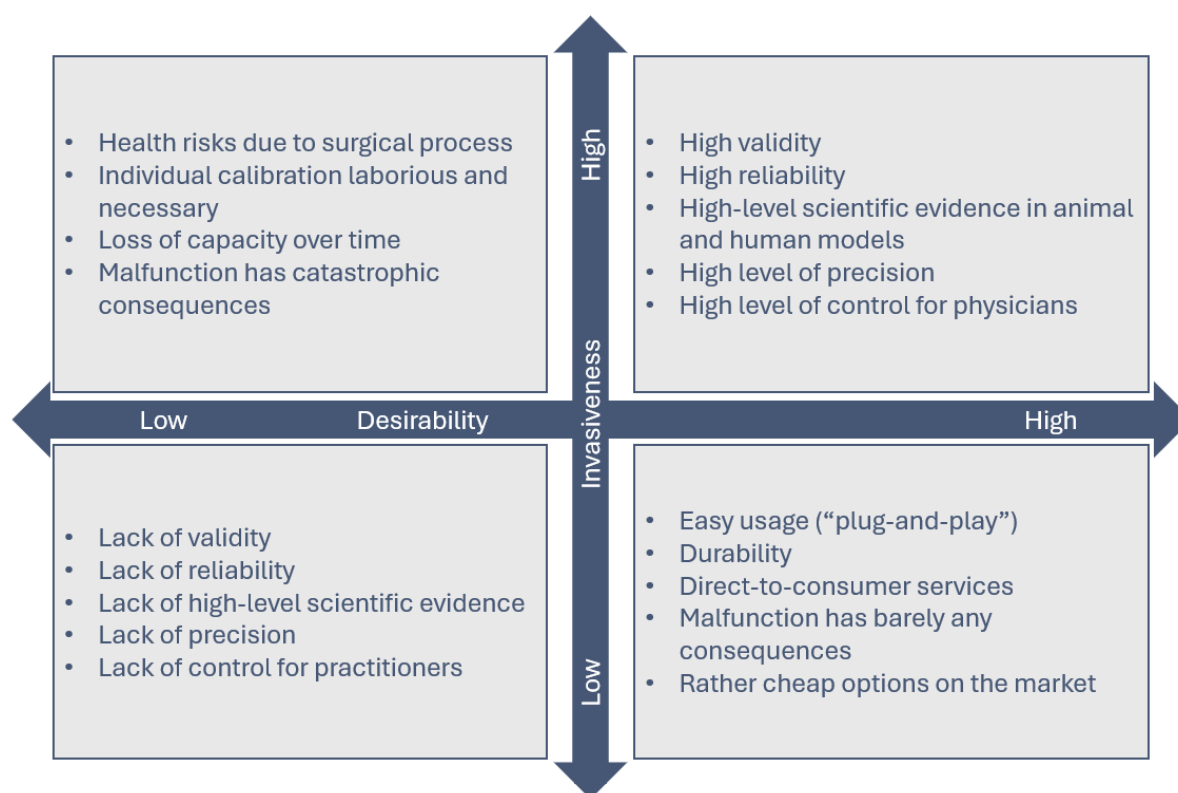 High
• Health risks due to surgical process
• Individual calibration laborious and
necessary
• Loss of capacity over time
• Malfunction has catastrophic
consequences
• High validity
• High reliability
• High-level scientific evidence in animal
and human models
• High level of precision
• High level of control for physicians
Invasiveness
Low
Desirability
High
• Lack of validity
• Lack of reliability
• Lack of high-level scientific evidence
• Lack of precision
• Lack of control for practitioners
• Easy usage (“plug-and-play”)
• Durability
• Direct-to-consumer services
• Malfunction has barely any
consequences
• Rather cheap options on the market
Low